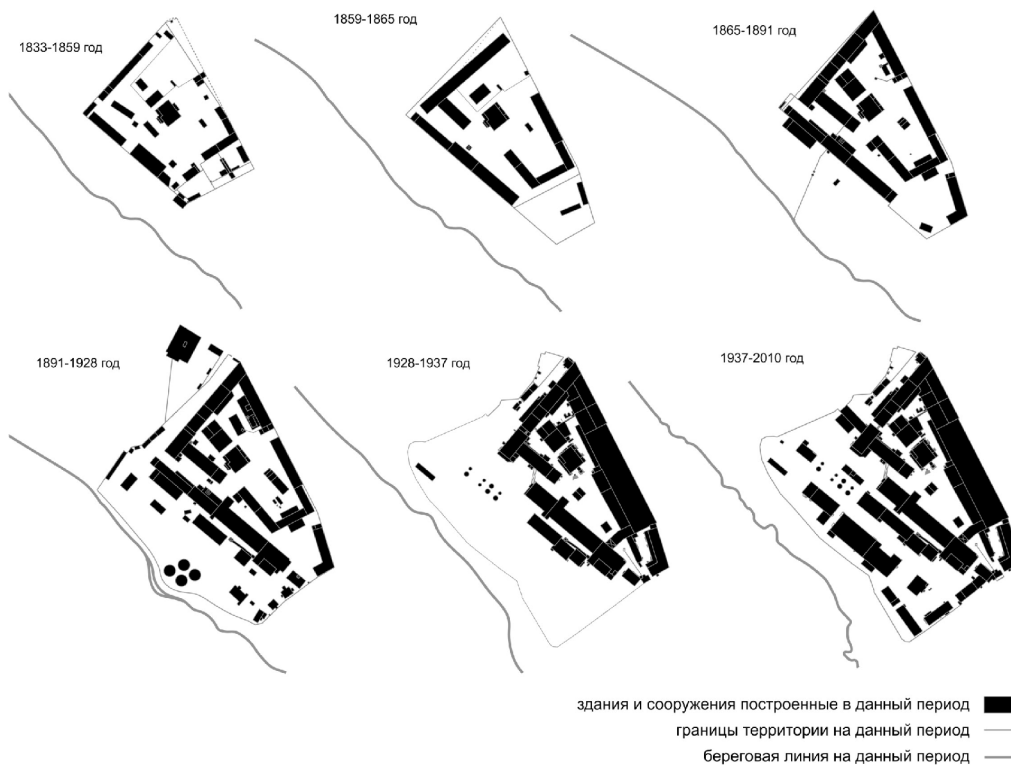 1833-1859 год
1859-1865 год
1865-1891 год
1891-1928 год
1928-1937 год
1937-2010 год
здания и сооружения построенные в данный период
границы территории на данный период
береговая линия на данный период